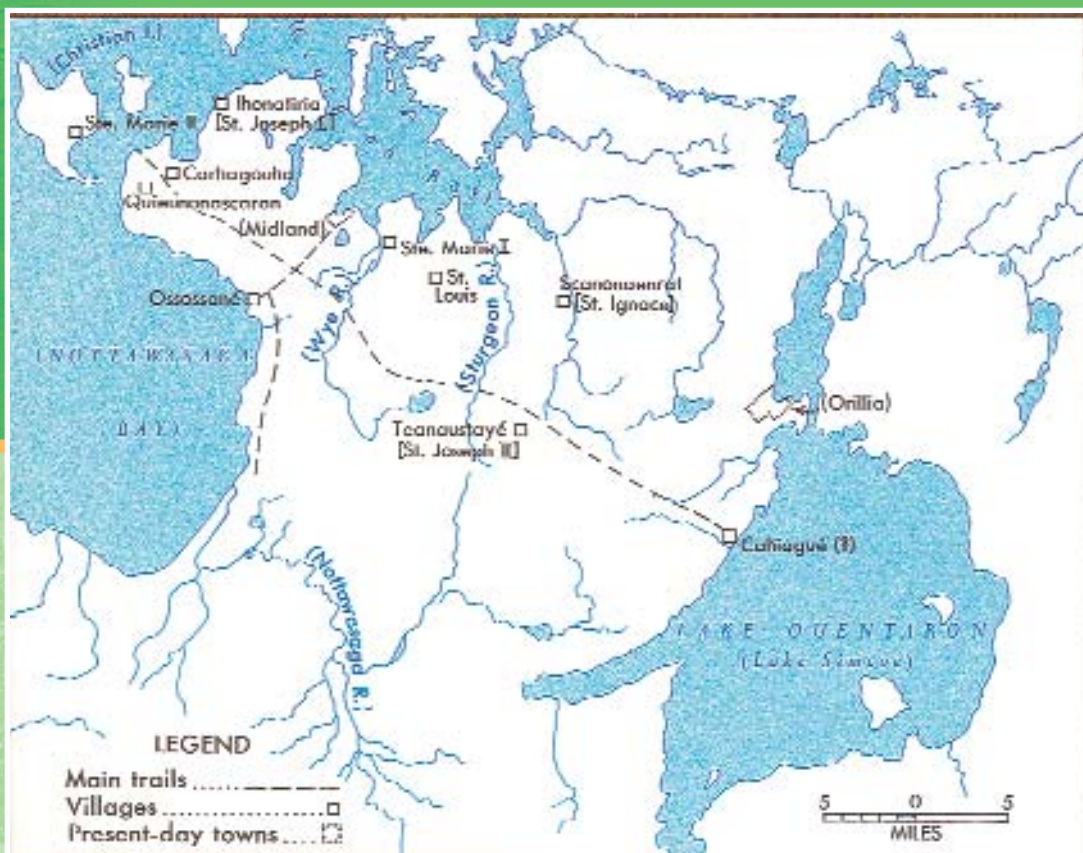 (Christian I.)
Ihonatiria
[St. Joseph I.]
Ste. Marie II
Carhagouha
Quieunonascaran
(Midland)
Bay
Ste. Marie I
St.
Louis
Scanonaenrat
[St. Ignace]
Ossossané
(Wye R.)
(Sturgeon R.)
(NOTTAWASAGA
BAY)
(Orillia)
Teanaustayé
[St. Joseph II]
Cahiagué (?)
(Nottawasaga R.)
LAKE OUENTARON
(Lake Simcoe)
LEGEND
Main trails
Villages
Present-day towns
5 0 5
MILES